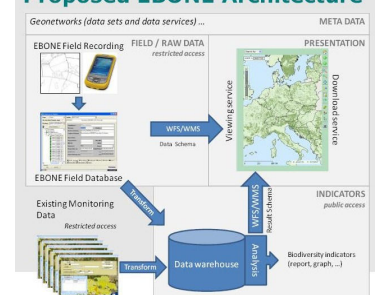 Proposed EBONE Architecture
Geonetworks (data sets and data services) ...
META DATA
EBONE Field Recording
FIELD / RAW DATA
restricted access
PRESENTATION
Viewing service
Download service
WFS/WMS
Data Schema
EBONE Field Database
Transform
WFS/WMS
Result Schema
INDICATORS
public access
Existing Monitoring
Data
Restricted access
Transform
Data warehouse
Analysis
Biodiversity indicators
(report, graph, ...)